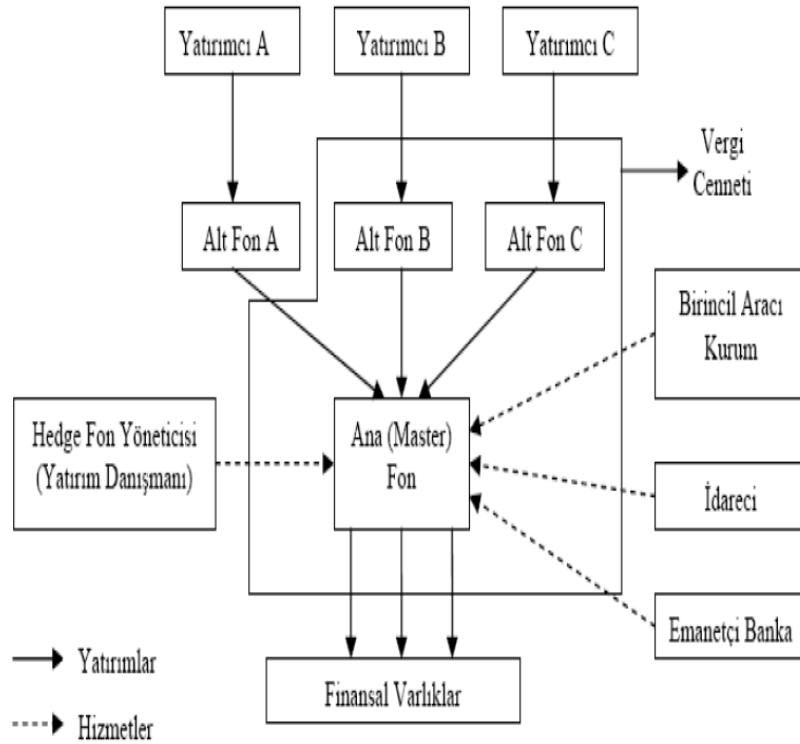 Yatırımcı A
Yatırımcı B
Yatırımcı C
Vergi
Cenneti
Alt Fon A
Alt Fon B
Alt Fon C
Birincil Aracı
Kurum
Hedge Fon Yöneticisi
(Yatırım Danışmanı)
Ana (Master)
Fon
İdareci
Emanetçi Banka
Yatırımlar
Finansal Varlıklar
Hizmetler